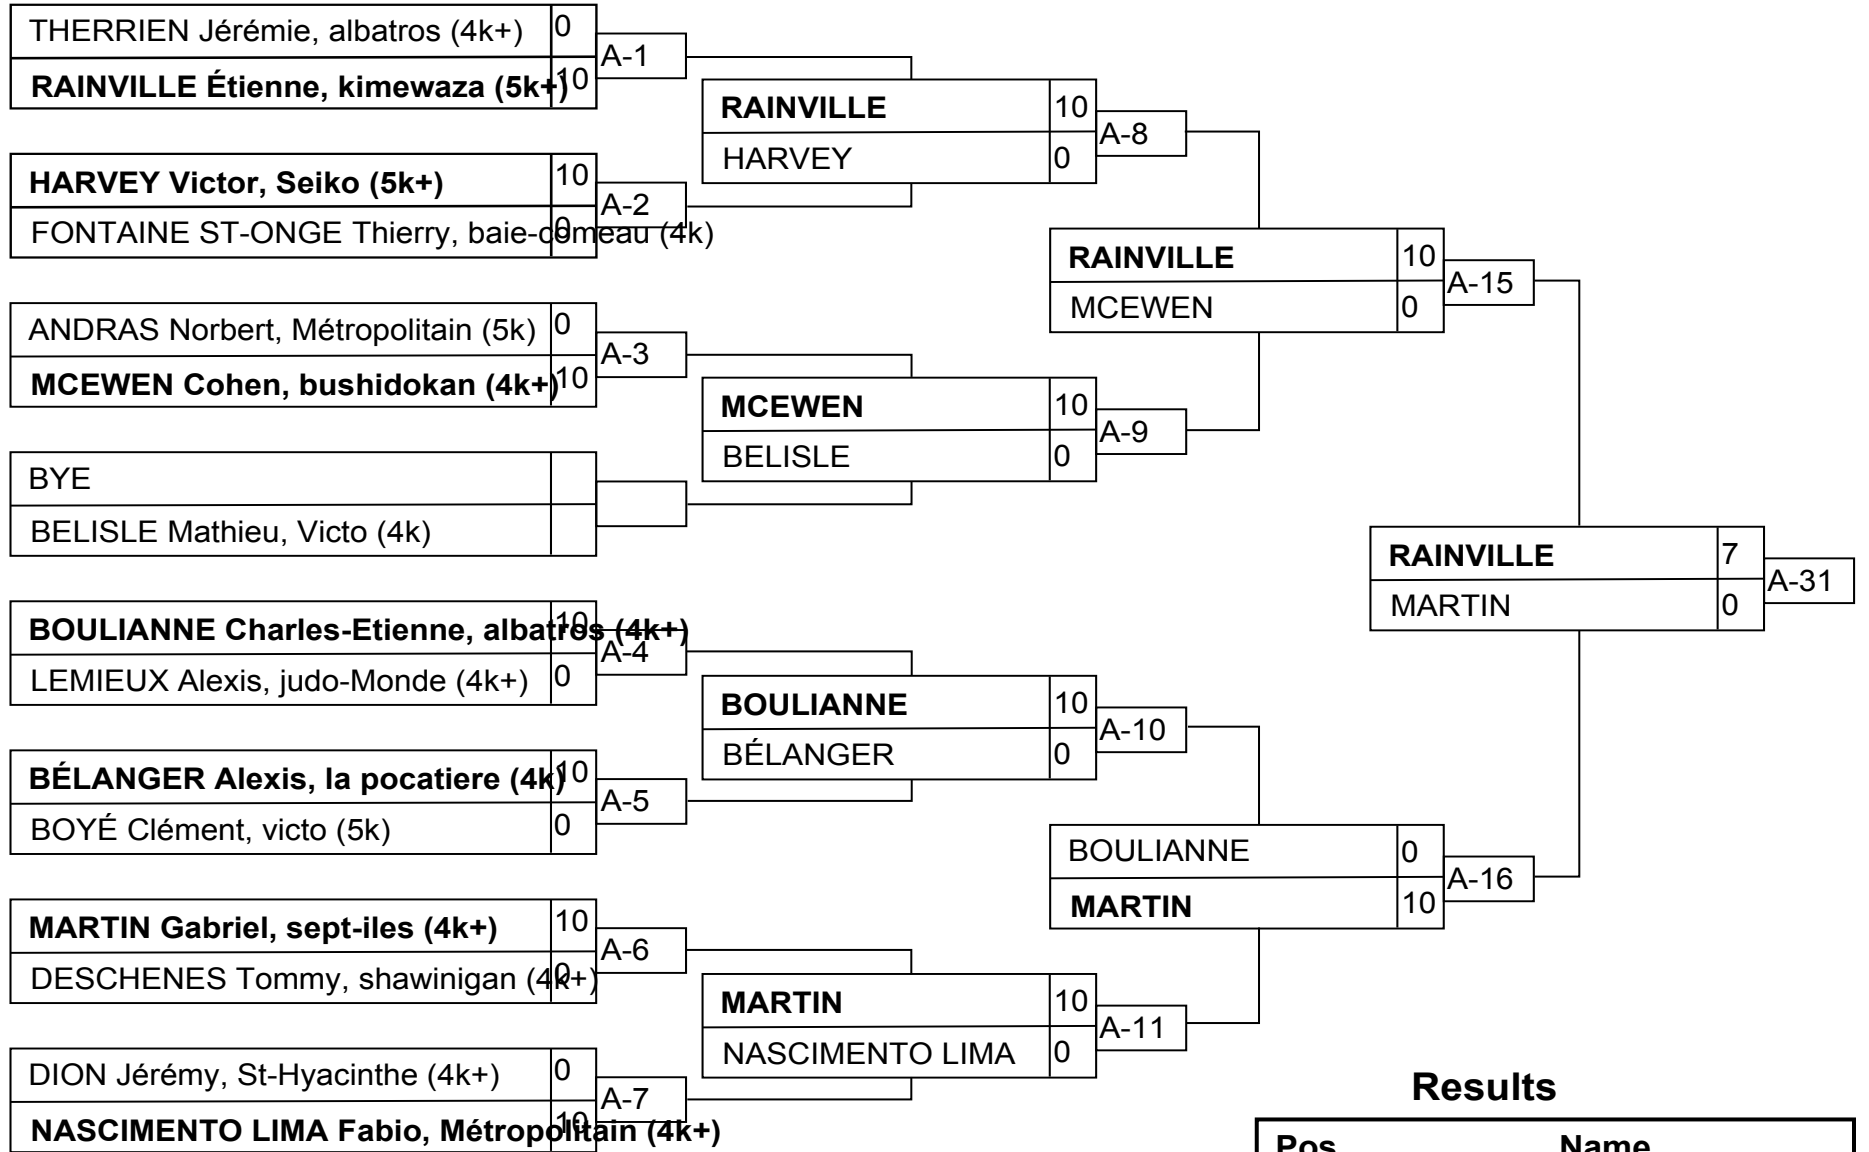 THERRIEN Jérémie, albatros (4k+) 0
A-1
RAINVILLE Étienne, kimewaza (5k+) 10
RAINVILLE 10
A-8
HARVEY 0
HARVEY Victor, Seiko (5k+) 10
A-2
FONTAINE ST-ONGE Thierry, baie-comeau (4k) 0
RAINVILLE 10
A-15
MCEWEN 0
ANDRAS Norbert, Métropolitain (5k) 0
A-3
MCEWEN Cohen, bushidokan (4k+) 10
MCEWEN 10
A-9
BELISLE 0
BYE
BELISLE Mathieu, Victo (4k)
RAINVILLE 7
A-31
MARTIN 0
BOULIANNE Charles-Etienne, albatros (4k+) 10
A-4
LEMIEUX Alexis, judo-Monde (4k+) 0
BOULIANNE 10
A-10
BÉLANGER 0
BÉLANGER Alexis, la pocatiere (4k) 10
A-5
BOYÉ Clément, victo (5k) 0
BOULIANNE 0
A-16
MARTIN 10
MARTIN Gabriel, sept-iles (4k+) 10
A-6
DESCHENES Tommy, shawinigan (4k+) 0
MARTIN 10
A-11
NASCIMENTO LIMA 0
DION Jérémy, St-Hyacinthe (4k+) 0
A-7
NASCIMENTO LIMA Fabio, Métropolitain (4k+) 10
Results
Pos Name